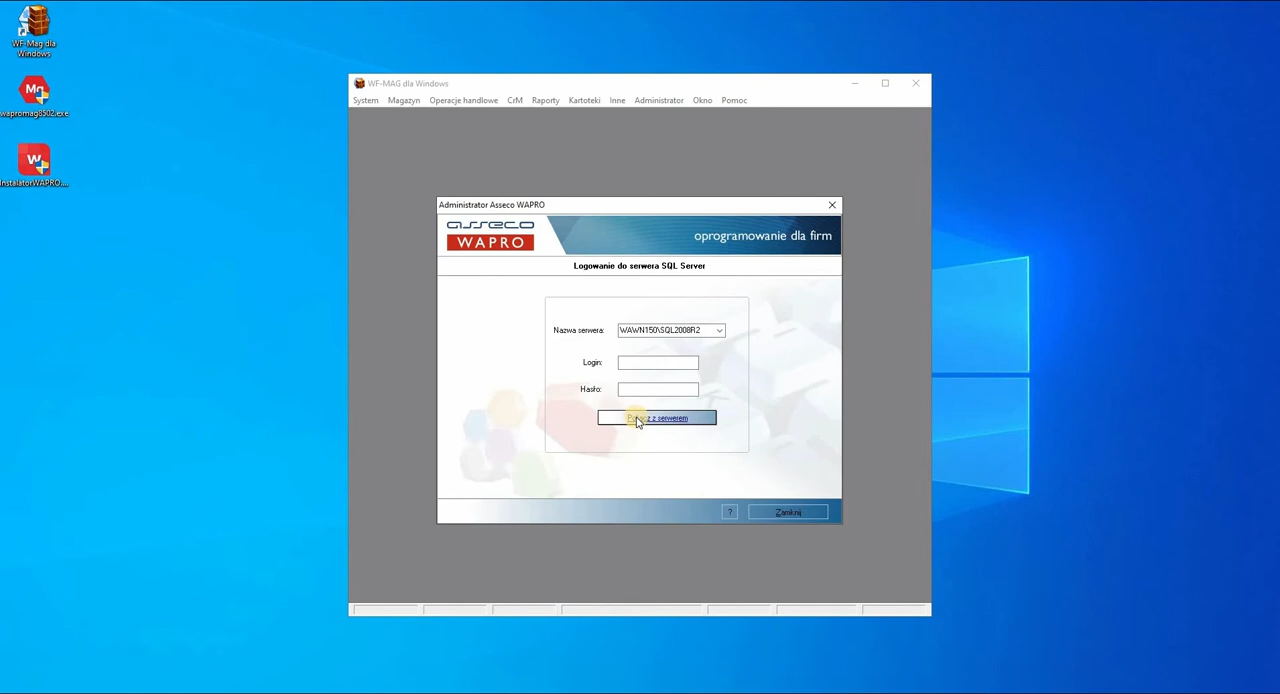 WF-Mag dla
Windows
wapromag8502.exe
InstalatorWAPRO....
WF-MAG dla Windows
System Magazyn Operacje handlowe CrM Raporty Kartoteki Inne Administrator Okno Pomoc
Administrator Asseco WAPRO
asseco
WAPRO
oprogramowanie dla firm
Logowanie do serwera SQL Server
Nazwa serwera: WAWN150\SQL2008R2
Login:
Hasło:
Połącz z serwerem
? Zamknij